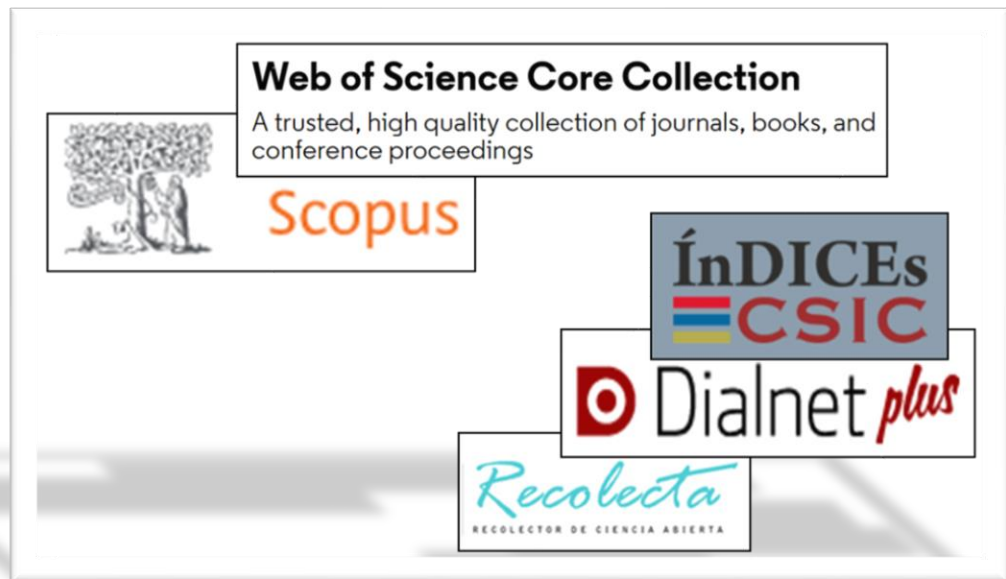 Web of Science Core Collection
A trusted, high quality collection of journals, books, and
conference proceedings
Scopus
ÍnDICEs
CSIC
Dialnet plus
Recolecta
RECOLECTOR DE CIENCIA ABIERTA